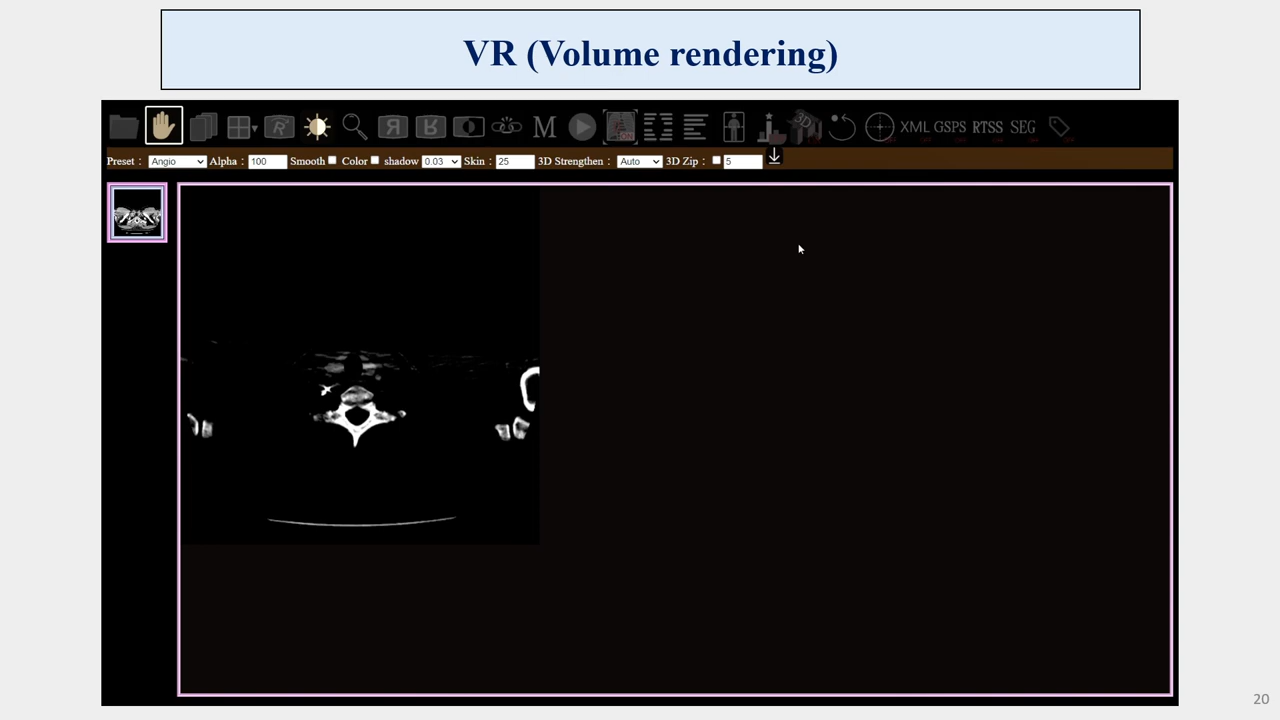 VR (Volume rendering)
M XML GSPS RTSS SEG
Preset : Angio Alpha : 100 Smooth Color shadow 0.03 Skin : 25 3D Strengthen : Auto 3D Zip : 5
20